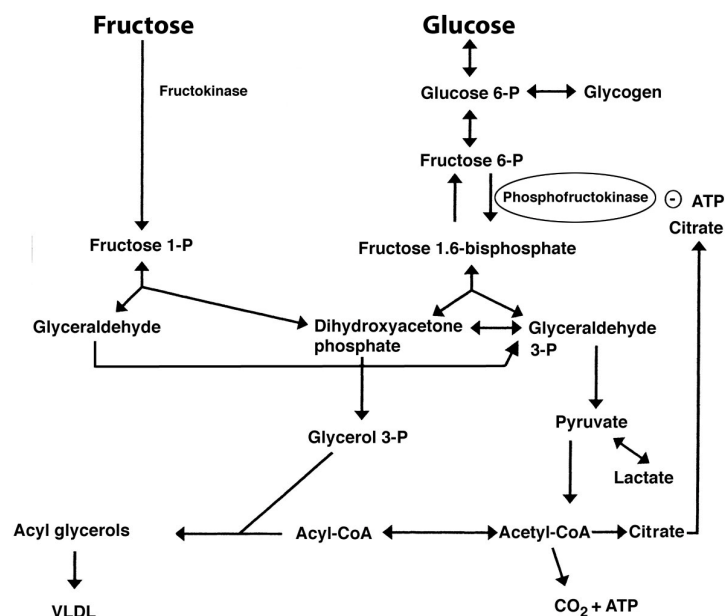 Fructose
Glucose
Fructokinase
Glucose 6-P
Glycogen
Fructose 6-P
Phosphofructokinase
-
ATP
Citrate
Fructose 1-P
Fructose 1.6-bisphosphate
Glyceraldehyde
Dihydroxyacetone
phosphate
Glyceraldehyde
3-P
Pyruvate
Glycerol 3-P
Lactate
Acyl glycerols
Acyl-CoA
Acetyl-CoA
Citrate
VLDL
CO₂ + ATP